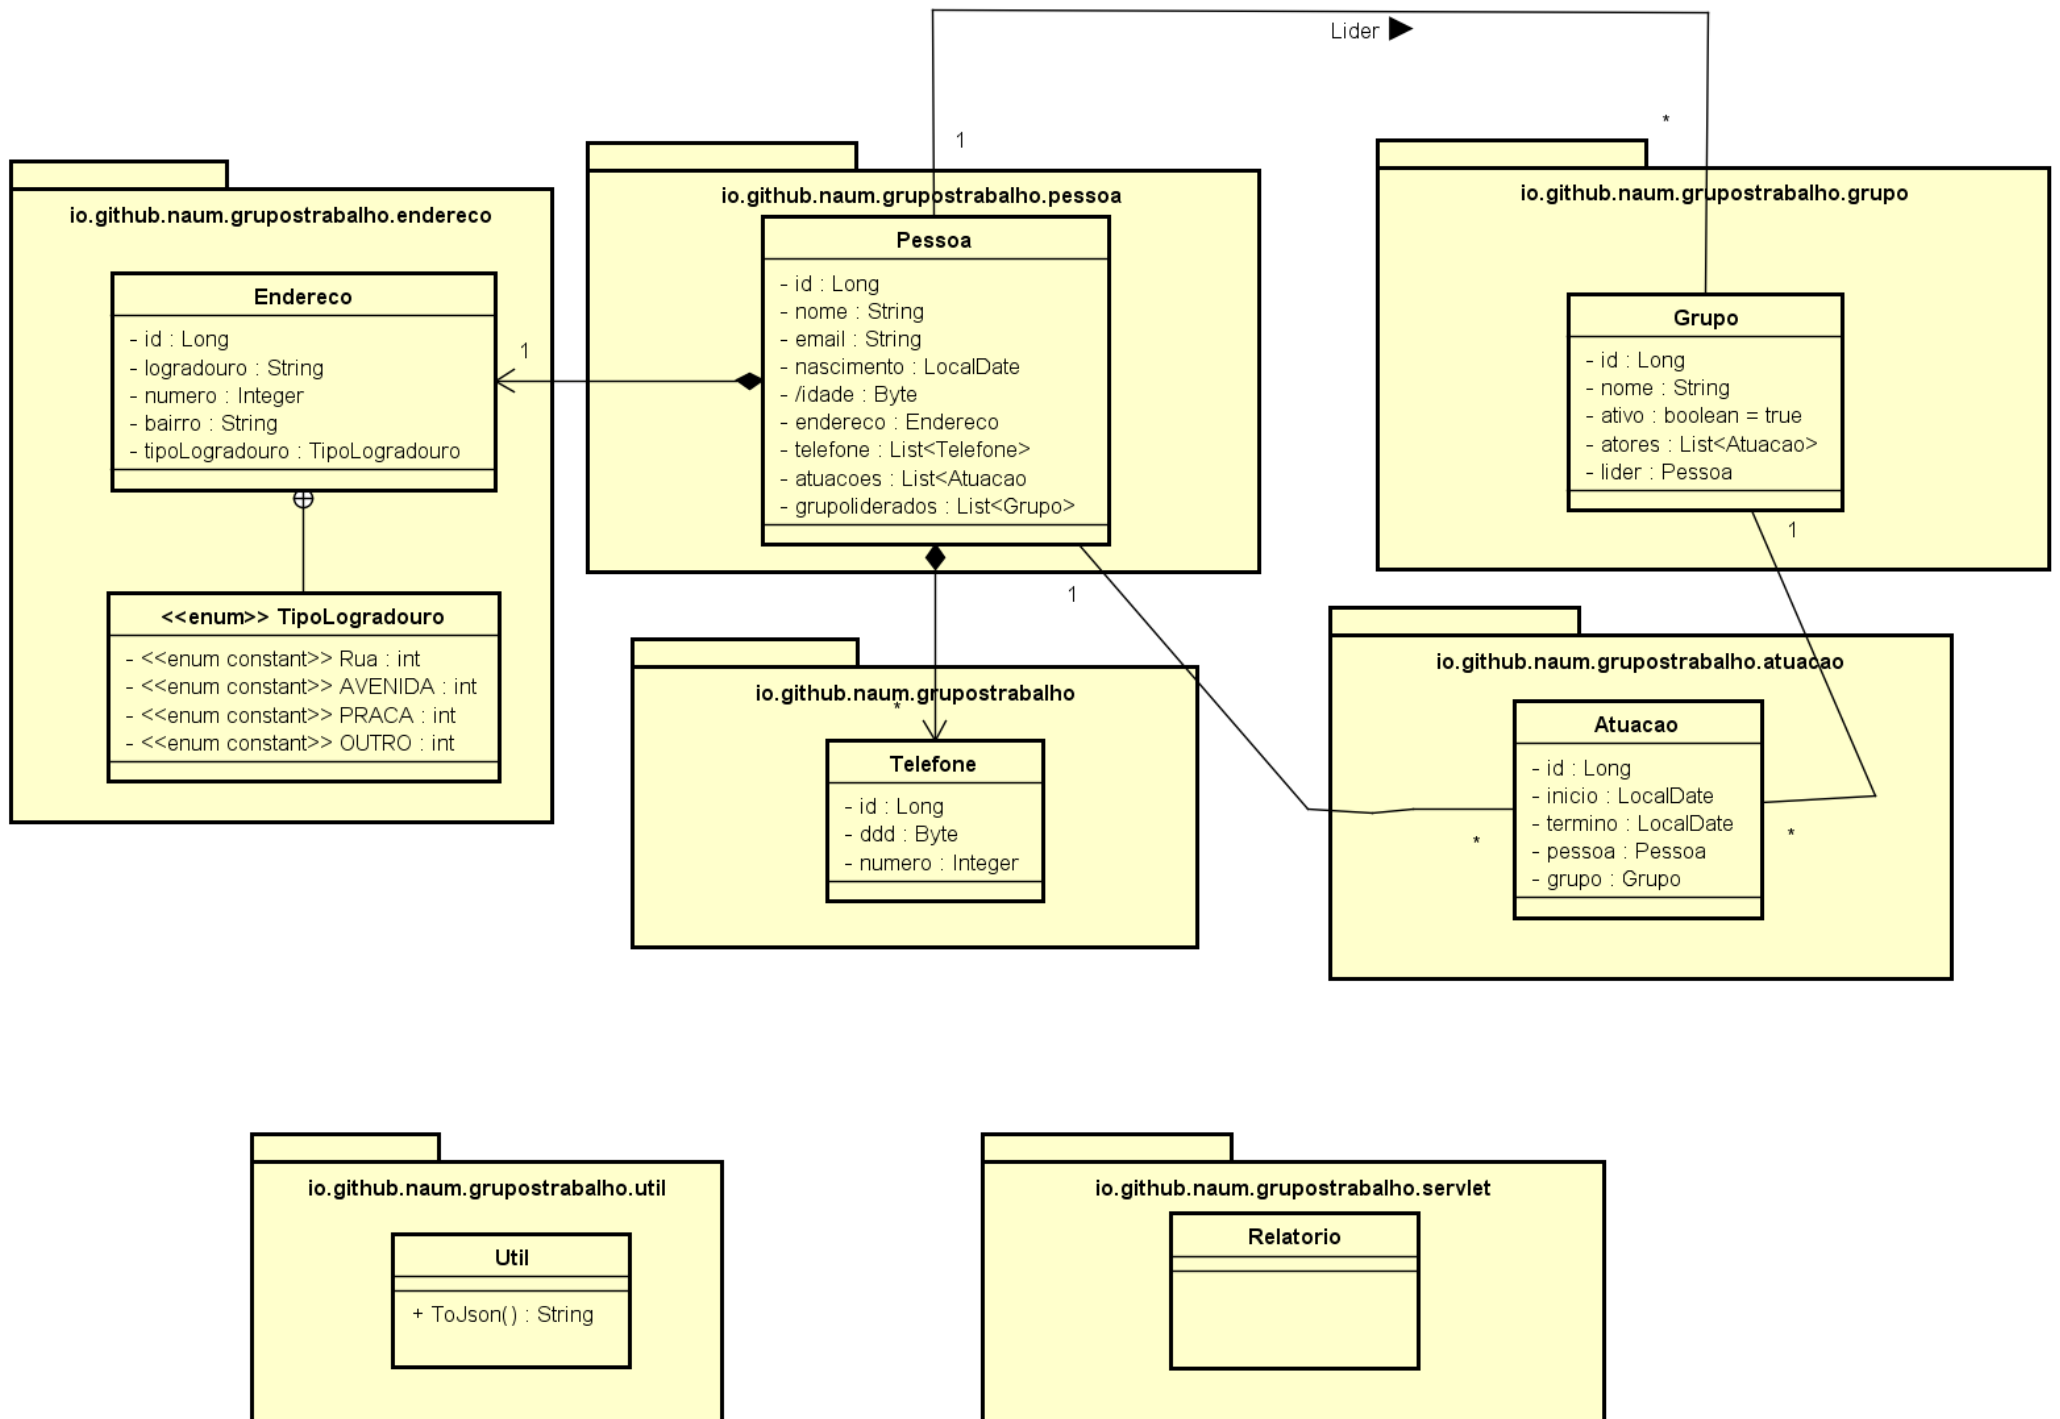 Lider
1
*
io.github.naum.grupostrabalho.endereco
Endereco
- id : Long
- logradouro : String
- numero : Integer
- bairro : String
- tipoLogradouro : TipoLogradouro
1
<<enum>> TipoLogradouro
- <<enum constant>> Rua : int
- <<enum constant>> AVENIDA : int
- <<enum constant>> PRACA : int
- <<enum constant>> OUTRO : int
io.github.naum.grupostrabalho.pessoa
Pessoa
- id : Long
- nome : String
- email : String
- nascimento : LocalDate
- /idade : Byte
- endereco : Endereco
- telefone : List<Telefone>
- atuacoes : List<Atuacao
- grupoliderados : List<Grupo>
1
io.github.naum.grupostrabalho.grupo
Grupo
- id : Long
- nome : String
- ativo : boolean = true
- atores : List<Atuacao>
- lider : Pessoa
1
io.github.naum.grupostrabalho
*
Telefone
- id : Long
- ddd : Byte
- numero : Integer
io.github.naum.grupostrabalho.atuacao
Atuacao
- id : Long
- inicio : LocalDate
- termino : LocalDate
- pessoa : Pessoa
- grupo : Grupo
*
*
io.github.naum.grupostrabalho.util
Util
+ ToJson() : String
io.github.naum.grupostrabalho.servlet
Relatorio